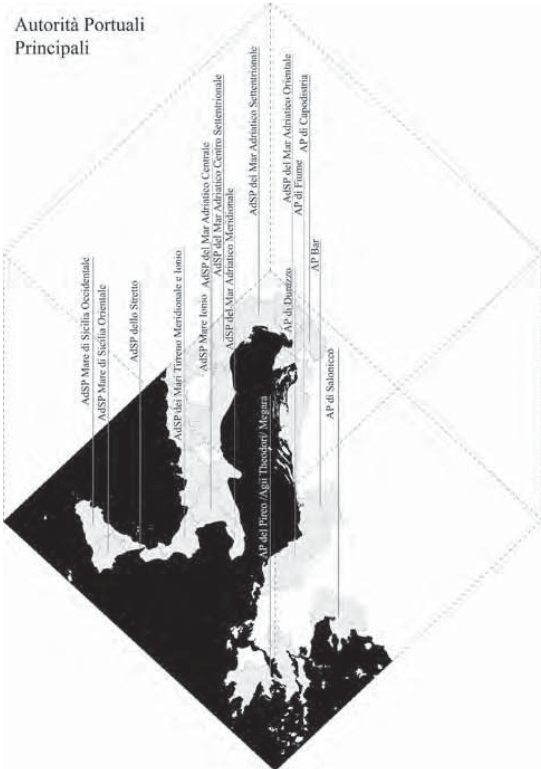 Autorità Portuali
Principali
AdSP Mare di Sicilia Occidentale
AdSP Mare di Sicilia Orientale
AdSP dello Stretto
AdSP dei Mari Tirreno Meridionale e Ionio
AdSP Mare Ionio
AdSP del Mar Adriatico Centrale
AdSP del Mar Adriatico Centro Settentrionale
AdSP del Mar Adriatico Meridionale
AdSP del Mar Adriatico Settentrionale
AP del Pireo /Agii Theodori/ Megara
AdSP del Mar Adriatico Orientale
AP di Durazzo
AP di Fiume
AP di Capodistria
AP Bar
AP di Salonicco